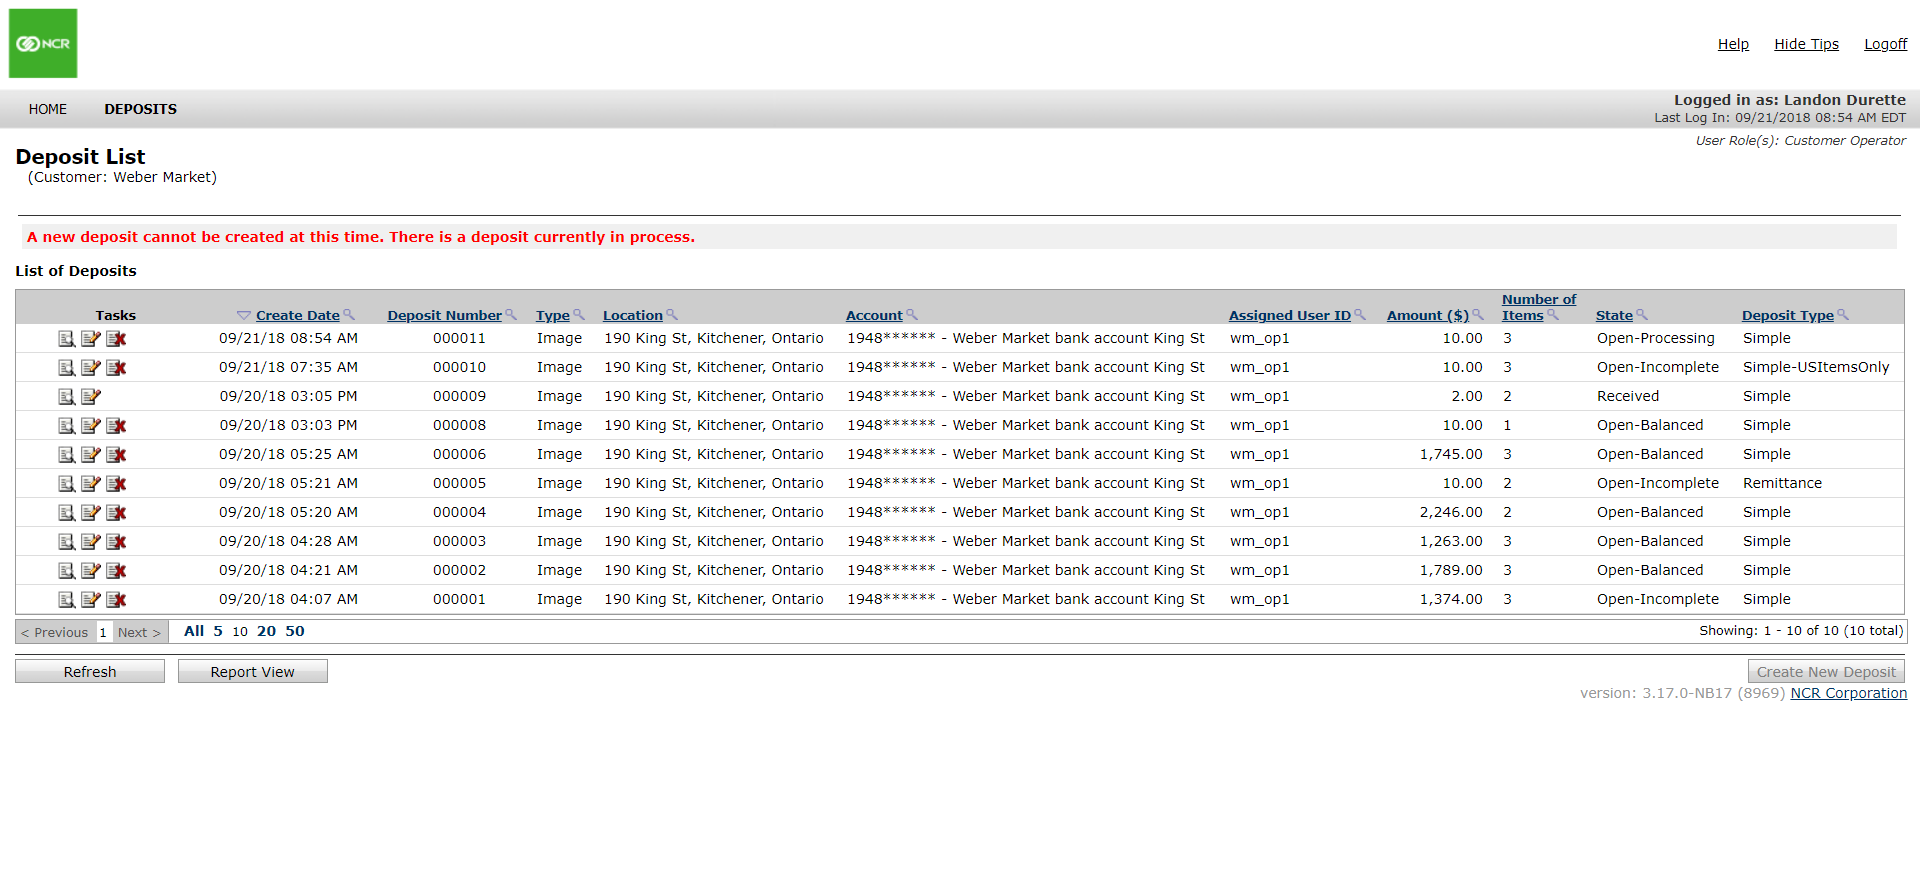 NCR
Help Hide Tips Logoff
HOME DEPOSITS
Logged in as: Landon Durette
Last Log In: 09/21/2018 08:54 AM EDT
User Role(s): Customer Operator
Deposit List
(Customer: Weber Market)
A new deposit cannot be created at this time. There is a deposit currently in process.
List of Deposits
Tasks Create Date Deposit Number Type Location Account Assigned User ID Amount ($) Number of Items State Deposit Type
09/21/18 08:54 AM 000011 Image 190 King St, Kitchener, Ontario 1948****** - Weber Market bank account King St wm_op1 10.00 3 Open-Processing Simple
09/21/18 07:35 AM 000010 Image 190 King St, Kitchener, Ontario 1948****** - Weber Market bank account King St wm_op1 10.00 3 Open-Incomplete Simple-USItemsOnly
09/20/18 03:05 PM 000009 Image 190 King St, Kitchener, Ontario 1948****** - Weber Market bank account King St wm_op1 2.00 2 Received Simple
09/20/18 03:03 PM 000008 Image 190 King St, Kitchener, Ontario 1948****** - Weber Market bank account King St wm_op1 10.00 1 Open-Balanced Simple
09/20/18 05:25 AM 000006 Image 190 King St, Kitchener, Ontario 1948****** - Weber Market bank account King St wm_op1 1,745.00 3 Open-Balanced Simple
09/20/18 05:21 AM 000005 Image 190 King St, Kitchener, Ontario 1948****** - Weber Market bank account King St wm_op1 10.00 2 Open-Incomplete Remittance
09/20/18 05:20 AM 000004 Image 190 King St, Kitchener, Ontario 1948****** - Weber Market bank account King St wm_op1 2,246.00 2 Open-Balanced Simple
09/20/18 04:28 AM 000003 Image 190 King St, Kitchener, Ontario 1948****** - Weber Market bank account King St wm_op1 1,263.00 3 Open-Balanced Simple
09/20/18 04:21 AM 000002 Image 190 King St, Kitchener, Ontario 1948****** - Weber Market bank account King St wm_op1 1,789.00 3 Open-Balanced Simple
09/20/18 04:07 AM 000001 Image 190 King St, Kitchener, Ontario 1948****** - Weber Market bank account King St wm_op1 1,374.00 3 Open-Incomplete Simple
< Previous 1 Next > All 5 10 20 50 Showing: 1 - 10 of 10 (10 total)
Refresh Report View Create New Deposit
version: 3.17.0-NB17 (8969) NCR Corporation